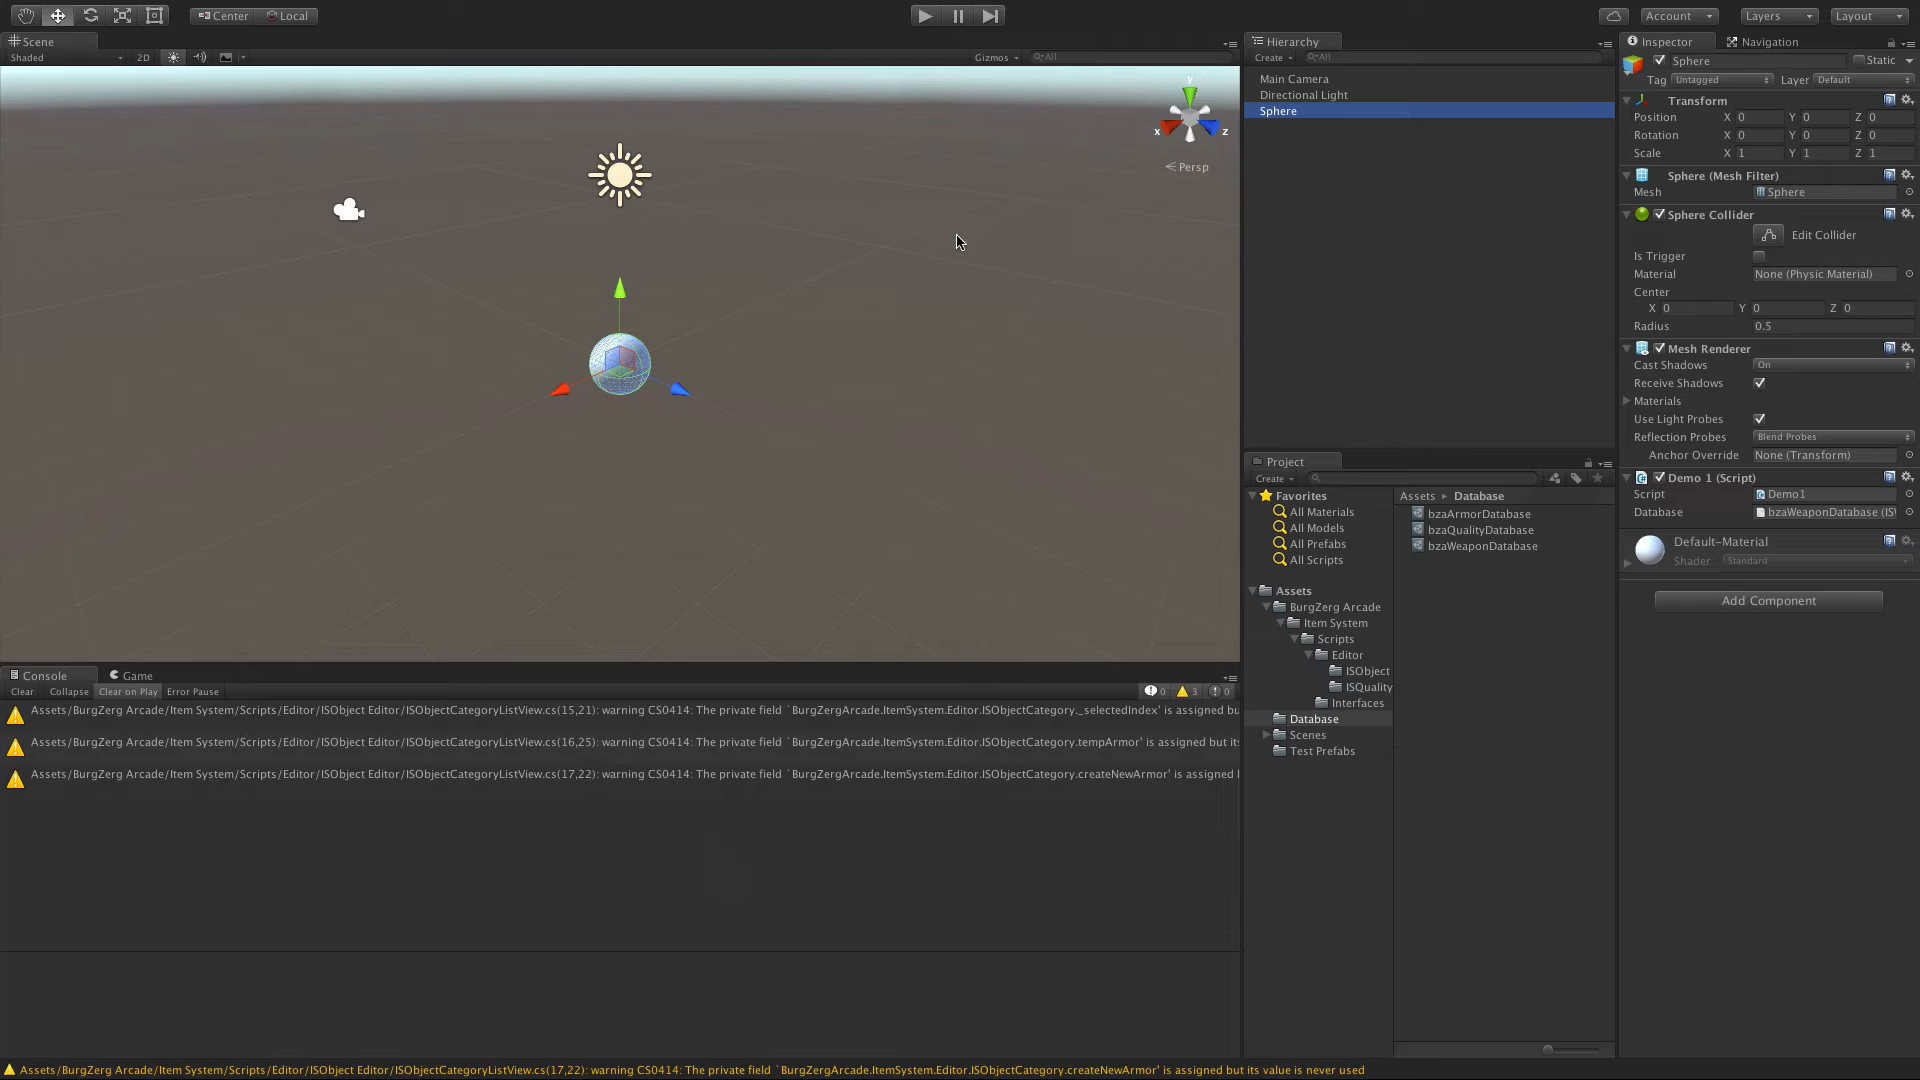 Center Local Account Layers Layout
Scene
Shaded 2D Gizmos All
y
x z
Persp
Console Game
Clear Collapse Clear on Play Error Pause 0 3 0
Assets/BurgZerg Arcade/Item System/Scripts/Editor/ISObject Editor/ISObjectCategoryListView.cs(15,21): warning CS0414: The private field `BurgZergArcade.ItemSystem.Editor.ISObjectCategory._selectedIndex' is assigned bu
Assets/BurgZerg Arcade/Item System/Scripts/Editor/ISObject Editor/ISObjectCategoryListView.cs(16,25): warning CS0414: The private field `BurgZergArcade.ItemSystem.Editor.ISObjectCategory.tempArmor' is assigned but its
Assets/BurgZerg Arcade/Item System/Scripts/Editor/ISObject Editor/ISObjectCategoryListView.cs(17,22): warning CS0414: The private field `BurgZergArcade.ItemSystem.Editor.ISObjectCategory.createNewArmor' is assigned
Hierarchy
Create All
Main Camera
Directional Light
Sphere
Project
Create
Favorites
All Materials
All Models
All Prefabs
All Scripts
Assets
BurgZerg Arcade
Item System
Scripts
Editor
ISObject
ISQuality
Interfaces
Database
Scenes
Test Prefabs
Assets Database
bzaArmorDatabase
bzaQualityDatabase
bzaWeaponDatabase
Inspector Navigation
Sphere Static
Tag Untagged Layer Default
Transform
Position X 0 Y 0 Z 0
Rotation X 0 Y 0 Z 0
Scale X 1 Y 1 Z 1
Sphere (Mesh Filter)
Mesh Sphere
Sphere Collider
Edit Collider
Is Trigger
Material None (Physic Material)
Center
X 0 Y 0 Z 0
Radius 0.5
Mesh Renderer
Cast Shadows On
Receive Shadows
Materials
Use Light Probes
Reflection Probes Blend Probes
Anchor Override None (Transform)
Demo 1 (Script)
Script Demo1
Database bzaWeaponDatabase (IS
Default-Material
Shader Standard
Add Component
Assets/BurgZerg Arcade/Item System/Scripts/Editor/ISObject Editor/ISObjectCategoryListView.cs(17,22): warning CS0414: The private field `BurgZergArcade.ItemSystem.Editor.ISObjectCategory.createNewArmor' is assigned but its value is never used